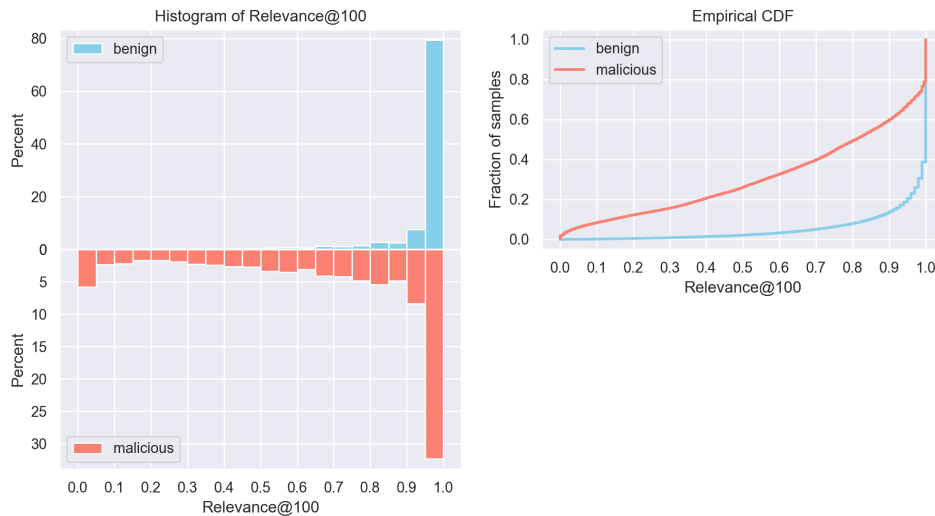 Histogram of Relevance@100
benign
Percent
80
60
40
20
0
5
10
15
20
25
30
Percent
malicious
0.0 0.1 0.2 0.3 0.4 0.5 0.6 0.7 0.8 0.9 1.0
Relevance@100
Empirical CDF
benign
malicious
Fraction of samples
1.0
0.8
0.6
0.4
0.2
0.0
0.0 0.1 0.2 0.3 0.4 0.5 0.6 0.7 0.8 0.9 1.0
Relevance@100